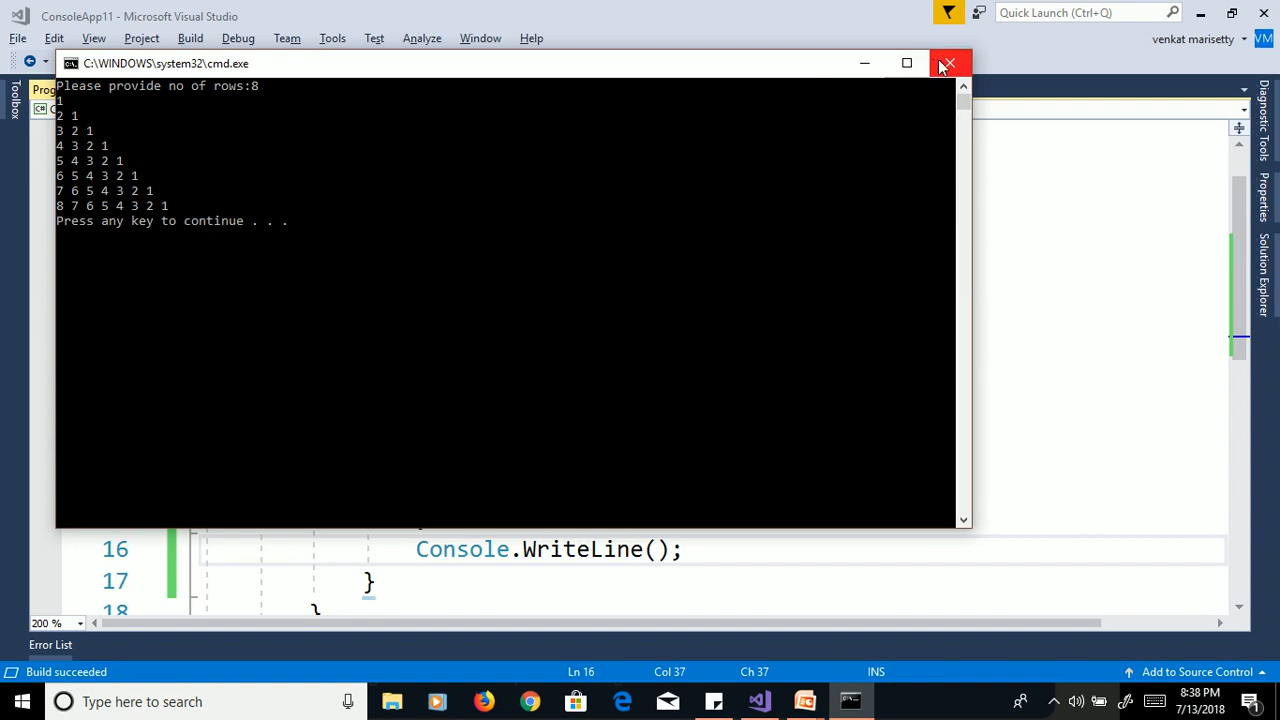 ConsoleApp11 - Microsoft Visual Studio
Quick Launch (Ctrl+Q)
File Edit View Project Build Debug Team Tools Test Analyze Window Help
venkat marisetty VM
C:\WINDOWS\system32\cmd.exe
Toolbox
Prog
C#
Please provide no of rows:8
1
2 1
3 2 1
4 3 2 1
5 4 3 2 1
6 5 4 3 2 1
7 6 5 4 3 2 1
8 7 6 5 4 3 2 1
Press any key to continue . . .
Diagnostic Tools
Properties
Solution Explorer
16 Console.WriteLine();
17 }
18 }
200 %
Error List
Build succeeded Ln 16 Col 37 Ch 37 INS Add to Source Control
Type here to search
8:38 PM
7/13/2018
1